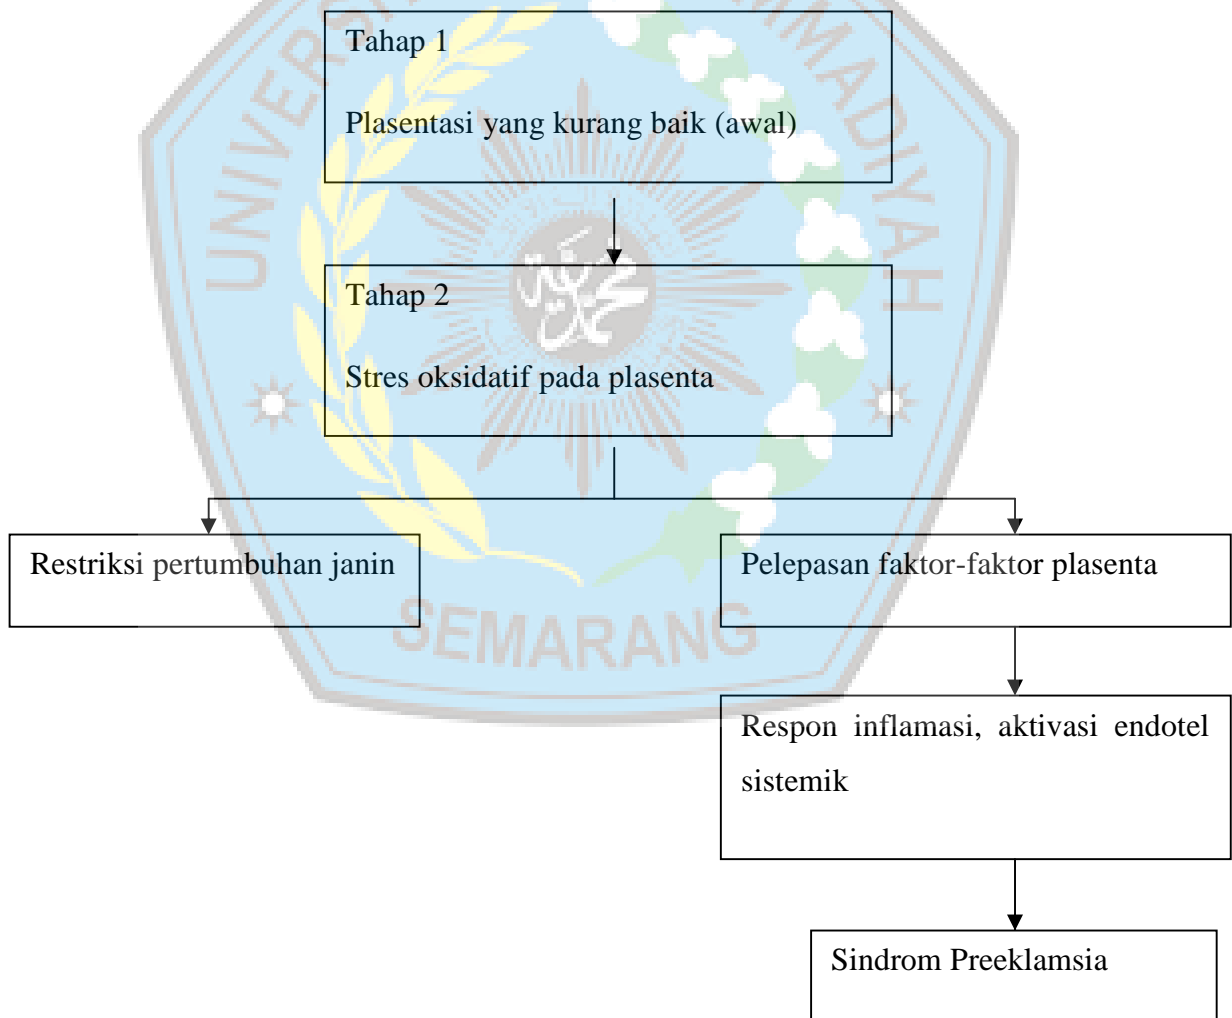 Tahap 1
Plasentasi yang kurang baik (awal)
Tahap 2
Stres oksidatif pada plasenta
Restriksi pertumbuhan janin
Pelepasan faktor-faktor plasenta
Respon inflamasi, aktivasi endotel
sistemik
Sindrom Preeklamsia
SEMARANG